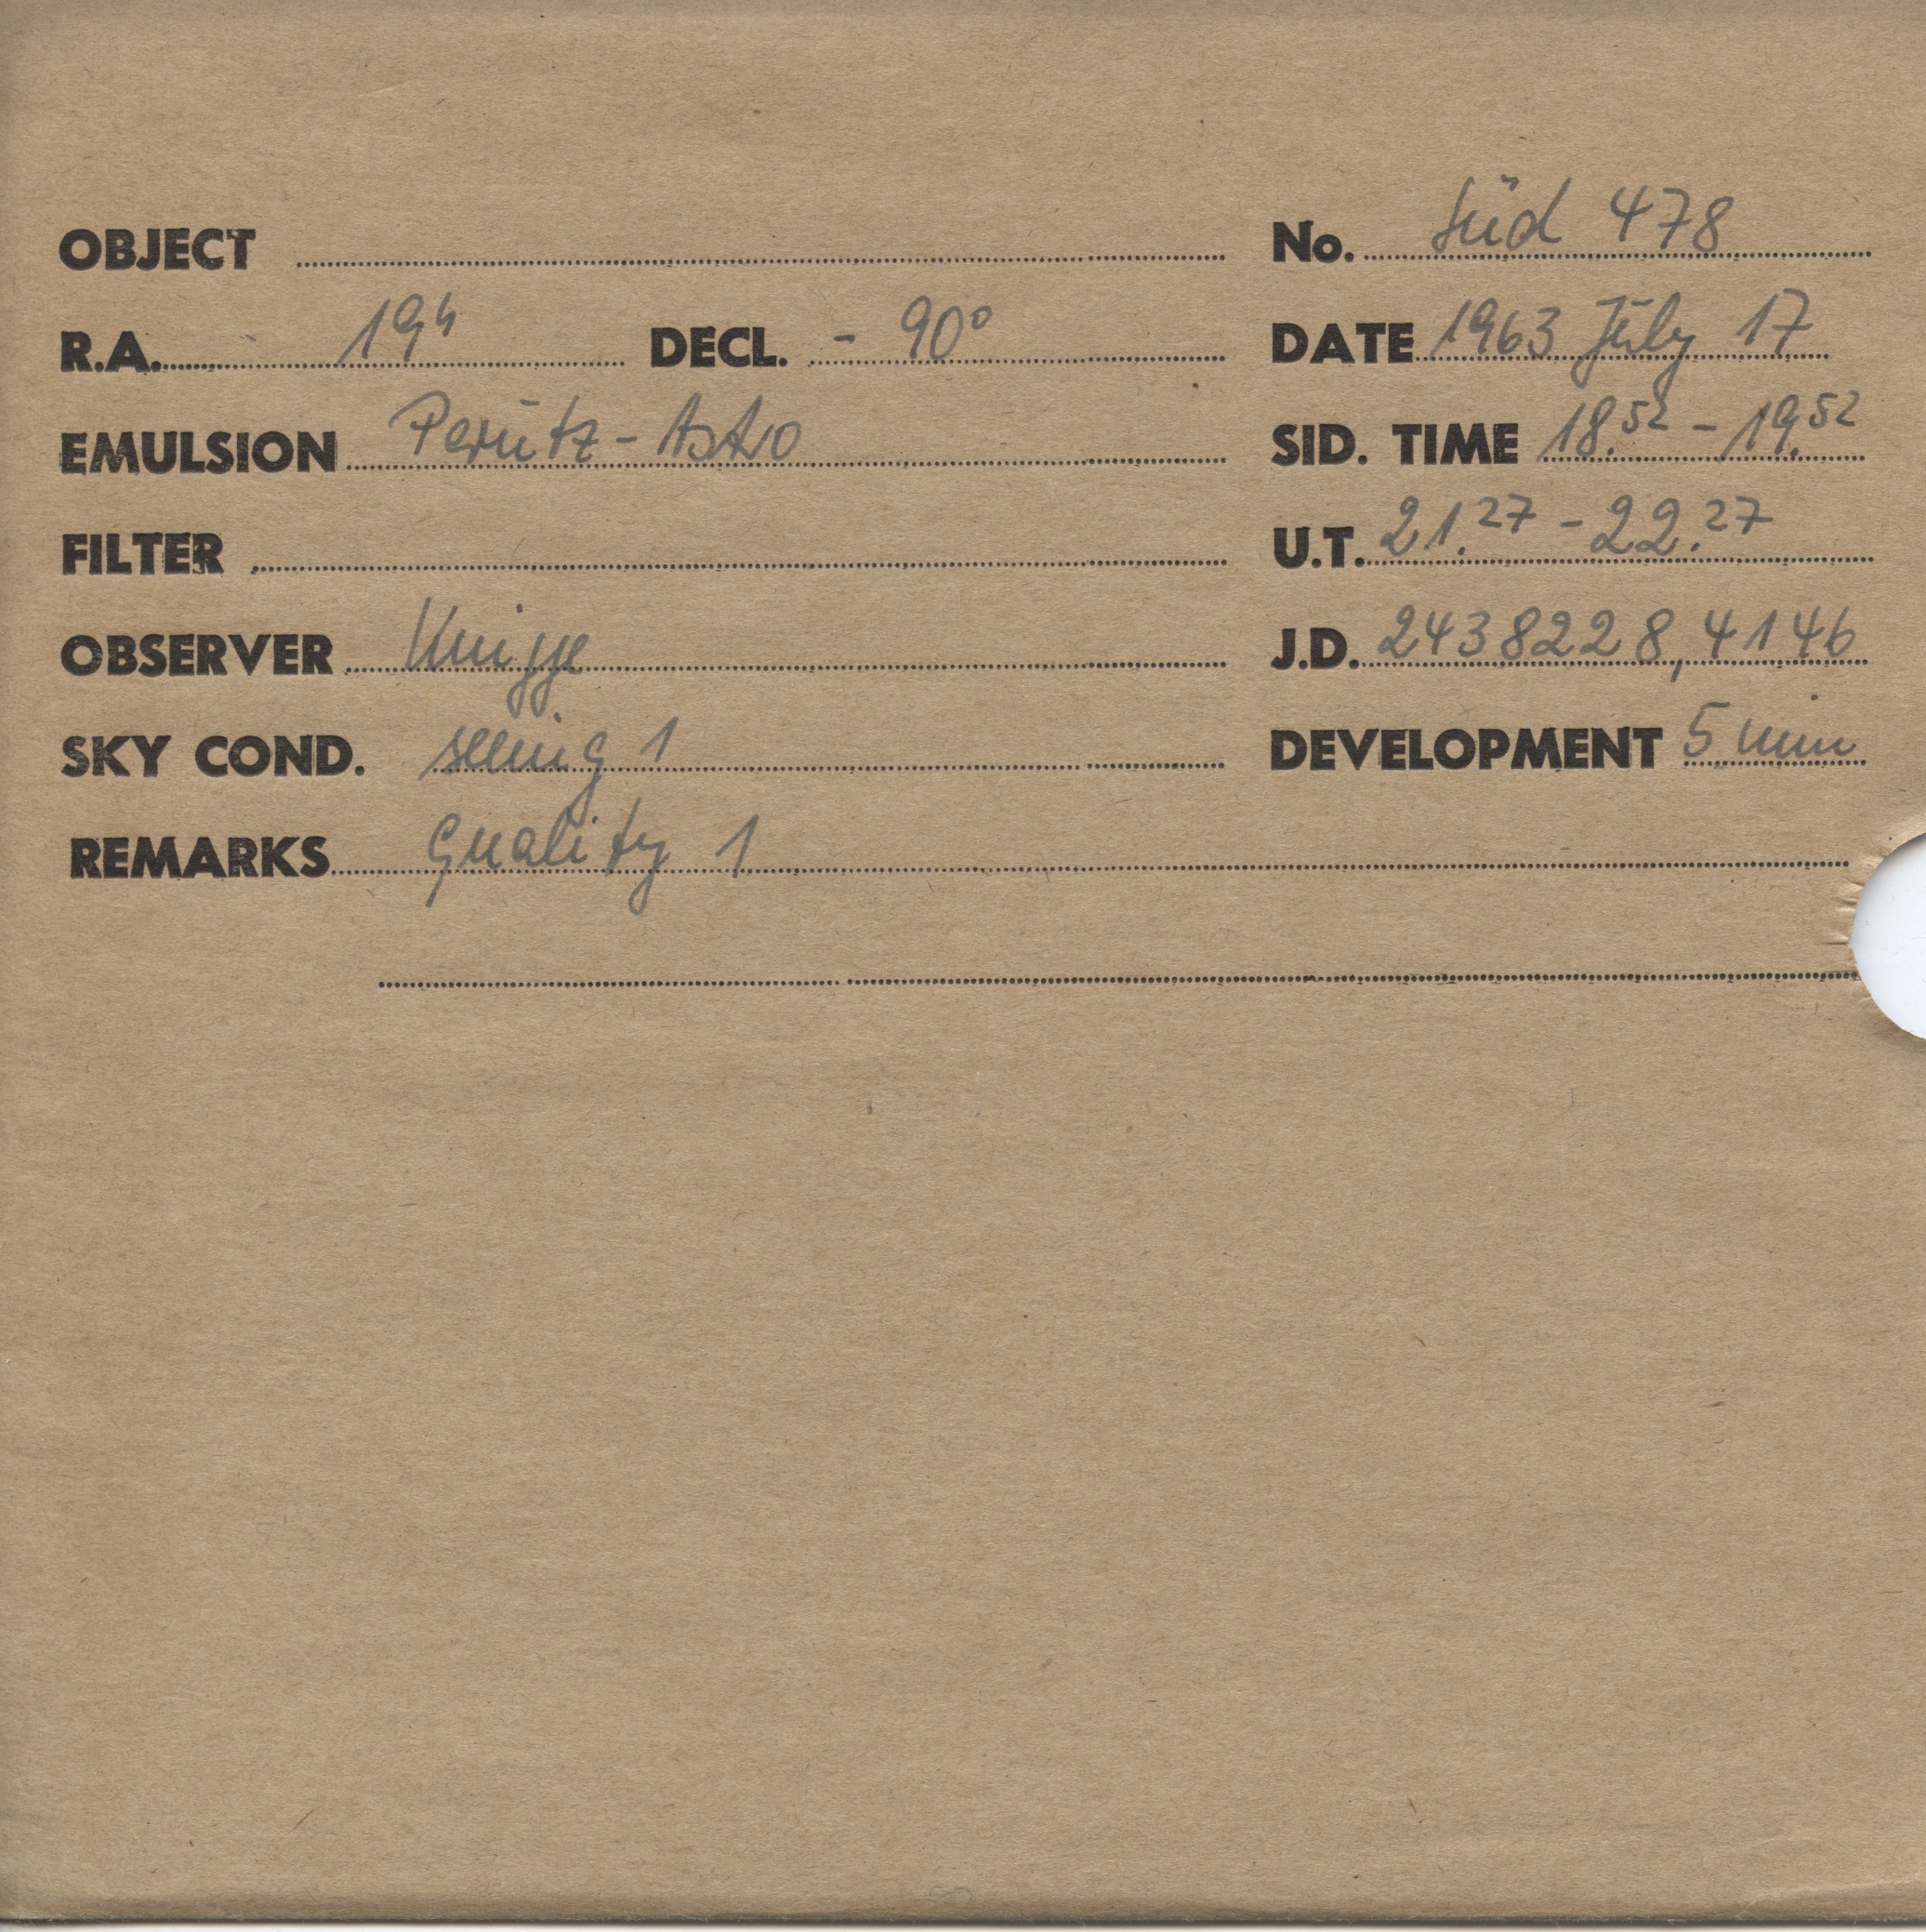 OBJECT No. Süd 478
R.A. 19h DECL. - 90° DATE 1963 July 17
EMULSION Perutz - Astro SID. TIME 18.52 - 19.52
FILTER U.T. 21.27 - 22.27
OBSERVER Knigge J.D. 2438228,4146
SKY COND. seeing 1 DEVELOPMENT 5 min
REMARKS Quality 1